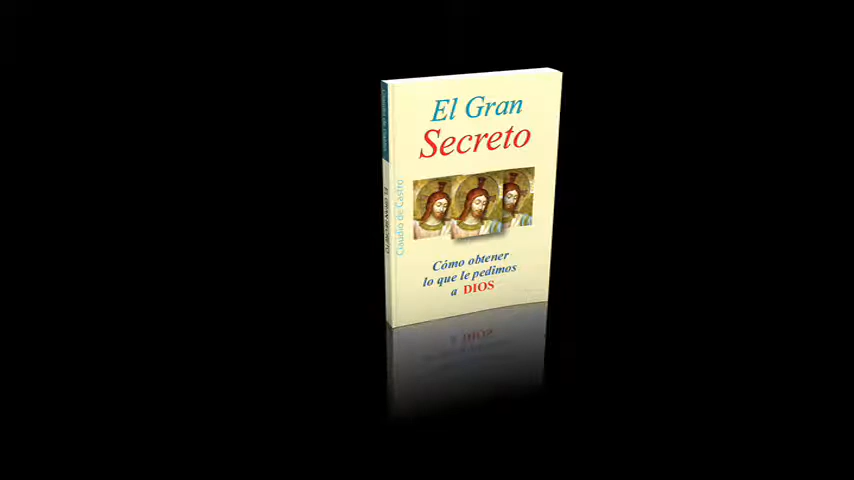 El Gran
Secreto
Claudio de Castro
Cómo obtener
lo que le pedimos
a DIOS